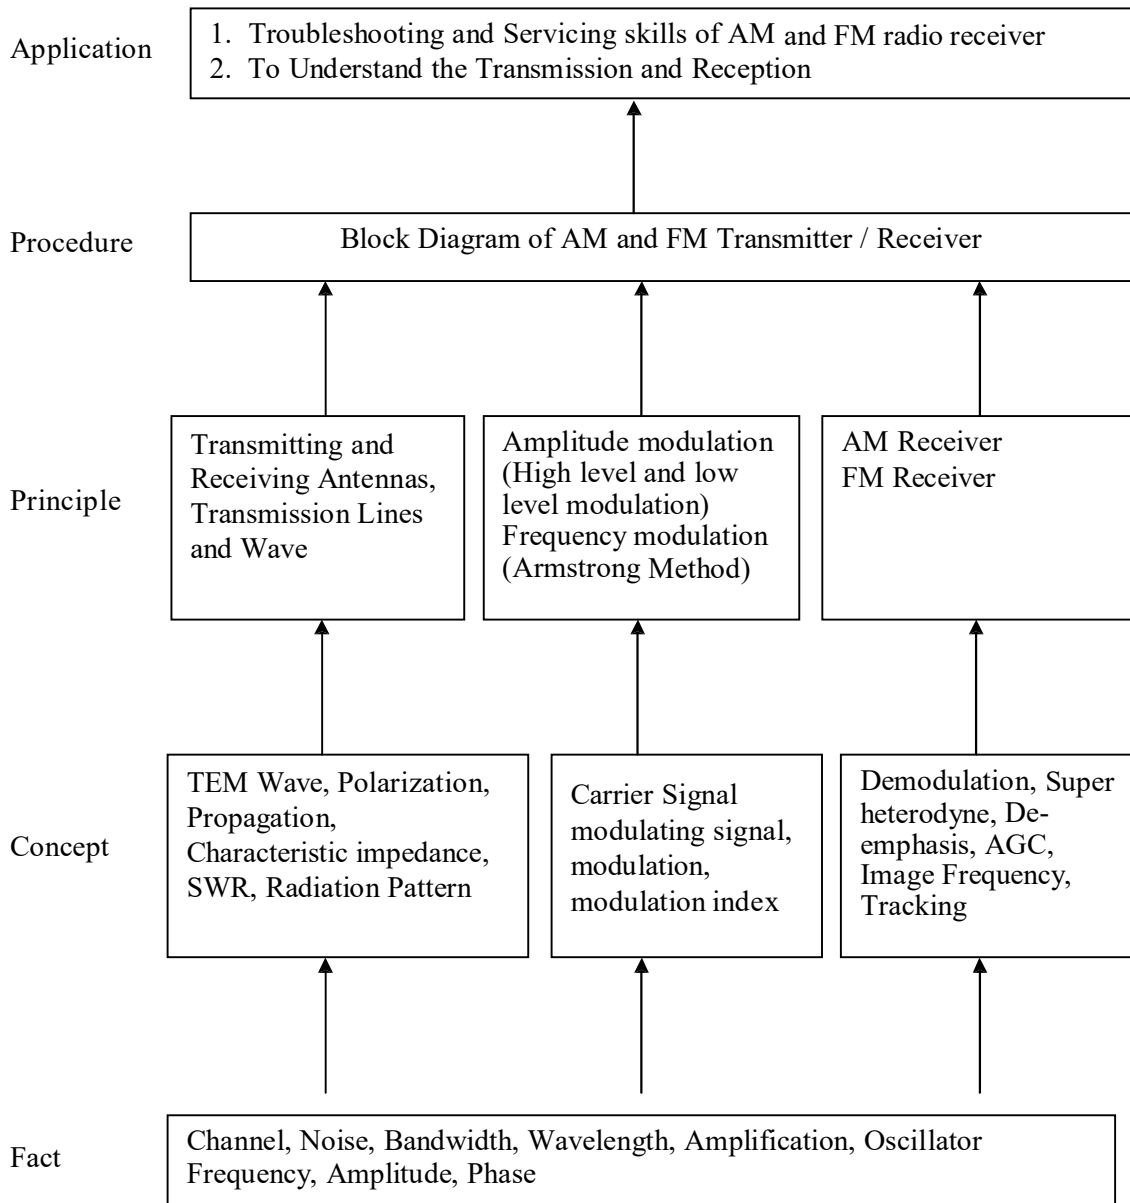 Application
1. Troubleshooting and Servicing skills of AM and FM radio receiver
2. To Understand the Transmission and Reception
Procedure
Block Diagram of AM and FM Transmitter / Receiver
Principle
Transmitting and
Receiving Antennas,
Transmission Lines
and Wave
Amplitude modulation
(High level and low
level modulation)
Frequency modulation
(Armstrong Method)
AM Receiver
FM Receiver
Concept
TEM Wave, Polarization,
Propagation,
Characteristic impedance,
SWR, Radiation Pattern
Carrier Signal
modulating signal,
modulation,
modulation index
Demodulation, Super
heterodyne, De-
emphasis, AGC,
Image Frequency,
Tracking
Fact
Channel, Noise, Bandwidth, Wavelength, Amplification, Oscillator
Frequency, Amplitude, Phase